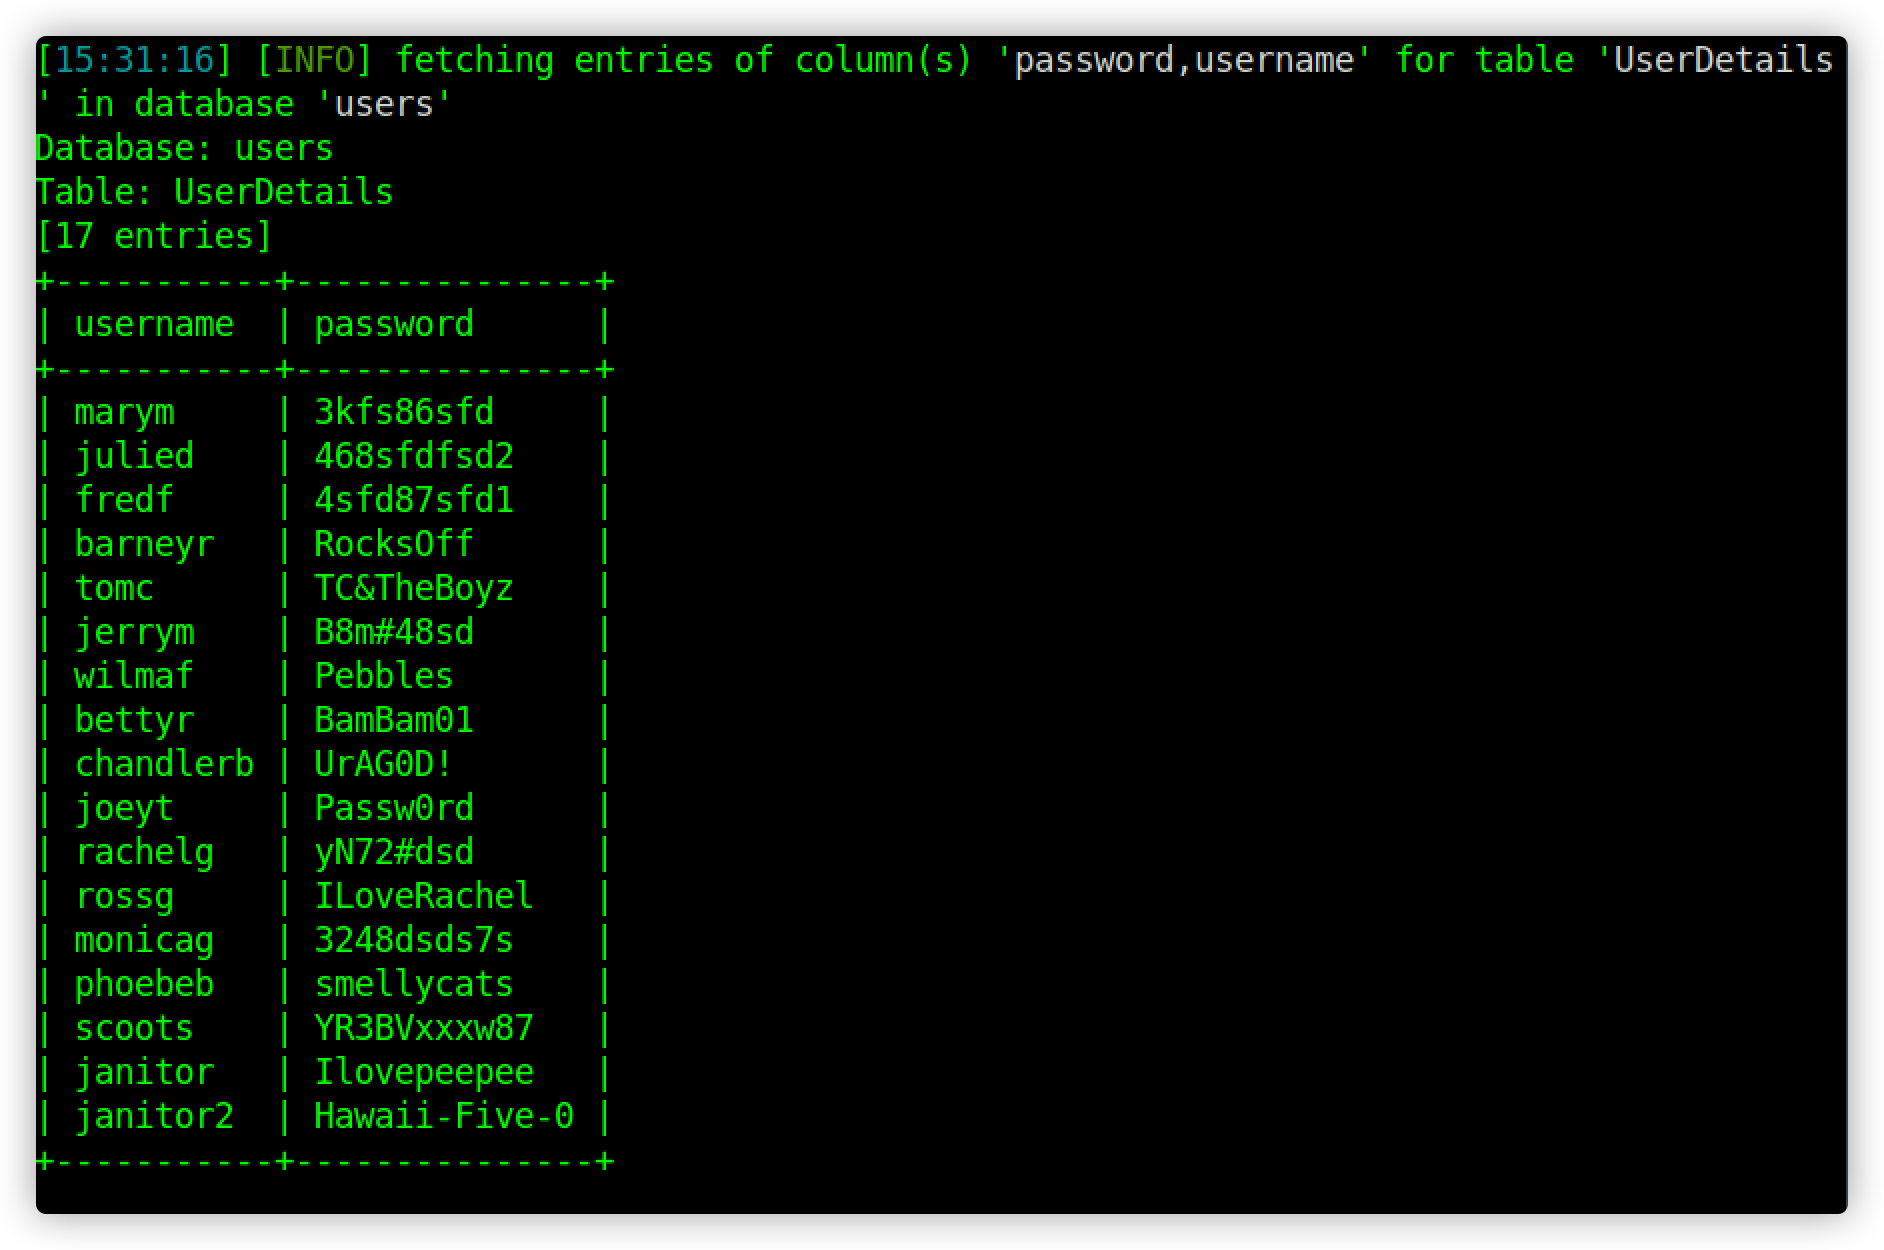 [15:31:16] [INFO] fetching entries of column(s) 'password,username' for table 'UserDetails
' in database 'users'
Database: users
Table: UserDetails
[17 entries]
+-----------+---------------+
| username  | password      |
+-----------+---------------+
| marym     | 3kfs86sfd     |
| julied    | 468sfdfsd2    |
| fredf     | 4sfd87sfd1    |
| barneyr   | RocksOff      |
| tomc      | TC&TheBoyz    |
| jerrym    | B8m#48sd      |
| wilmaf    | Pebbles       |
| bettyr    | BamBam01      |
| chandlerb | UrAG0D!       |
| joeyt     | Passw0rd      |
| rachelg   | yN72#dsd      |
| rossg     | ILoveRachel   |
| monicag   | 3248dsds7s    |
| phoebeb   | smellycats    |
| scoots    | YR3BVxxxw87   |
| janitor   | Ilovepeepee   |
| janitor2  | Hawaii-Five-0 |
+-----------+---------------+